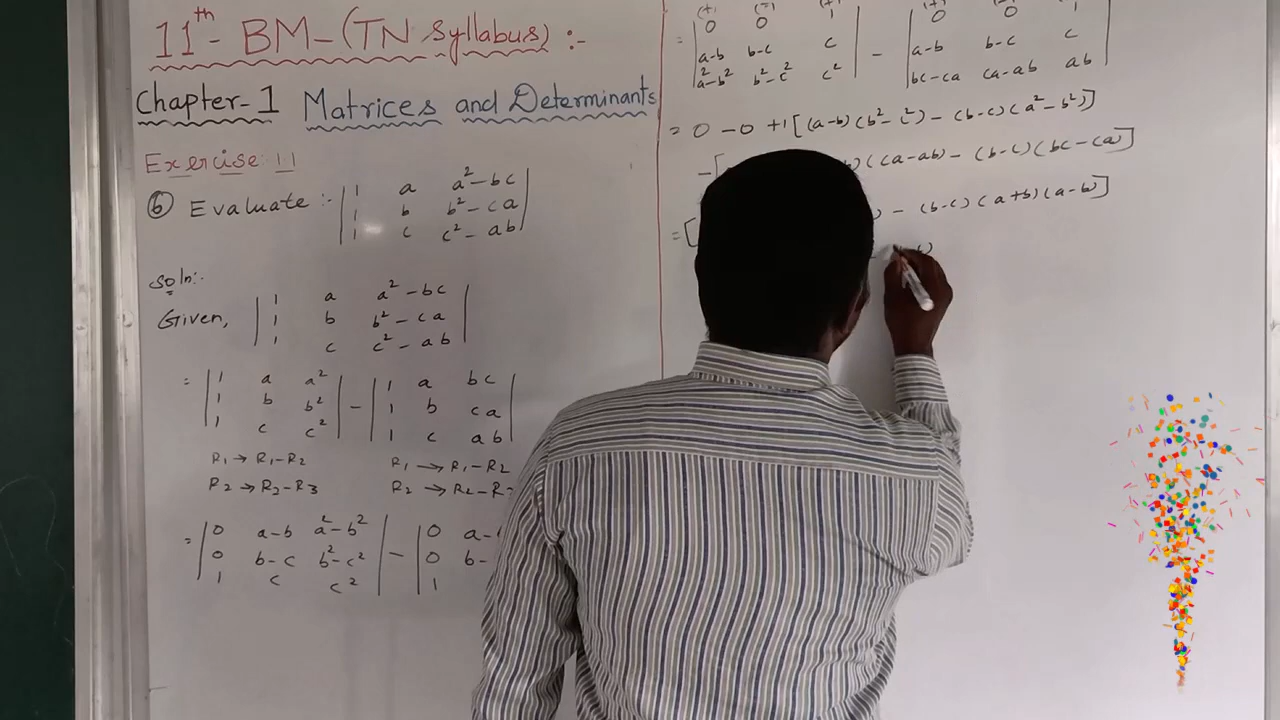 11th - BM - (TN Syllabus) :-
Chapter-1 Matrices and Determinants
Exercise: 1.1
⑥ Evaluate :- | 1 a a² - bc |
| 1 b b² - ca |
| 1 c c² - ab |
Soln:-
Given, | 1 a a² - bc |
| 1 b b² - ca |
| 1 c c² - ab |
= | 1 a a² | - | 1 a bc |
| 1 b b² | - | 1 b ca |
| 1 c c² | - | 1 c ab |
R₁ → R₁-R₂ R₁ → R₁-R₂
R₂ → R₂-R₃ R₂ → R₂-R
= | 0 a-b a²-b² | - | 0 a-
| 0 b-c b²-c² | - | 0 b-
| 1 c c² | - | 1
(+) (-) (+) (+) (-) (+)
= | 0 0 1 | - | 0 0 1 |
| a-b b-c c | - | a-b b-c c |
| a²-b² b²-c² c² | - | bc-ca ca-ab ab |
= 0 - 0 + 1 [(a-b)(b²-c²) - (b-c)(a²-b²)]
- [ )(ca-ab) - (b-c)(bc-ca)]
= [ ) - (b-c)(a+b)(a-b)]
c)